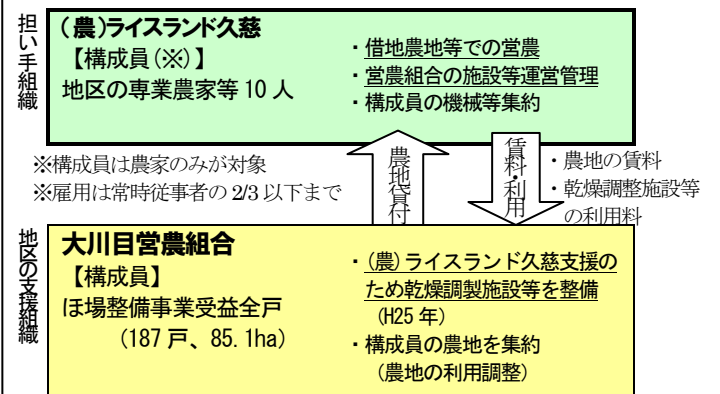 担い手組織
(農)ライスランド久慈
【構成員(※)】
地区の専業農家等 10 人
・借地農地等での営農
・営農組合の施設等運営管理
・構成員の機械等集約
※構成員は農家のみが対象
※雇用は常時従事者の 2/3 以下まで
農地貸付
賃料・利用
・農地の賃料
・乾燥調整施設等
の利用料
地区の支援組織
大川目営農組合
【構成員】
ほ場整備事業受益全戸
(187 戸、85.1ha)
・(農)ライスランド久慈支援の
ため乾燥調製施設等を整備
(H25 年)
・構成員の農地を集約
(農地の利用調整)